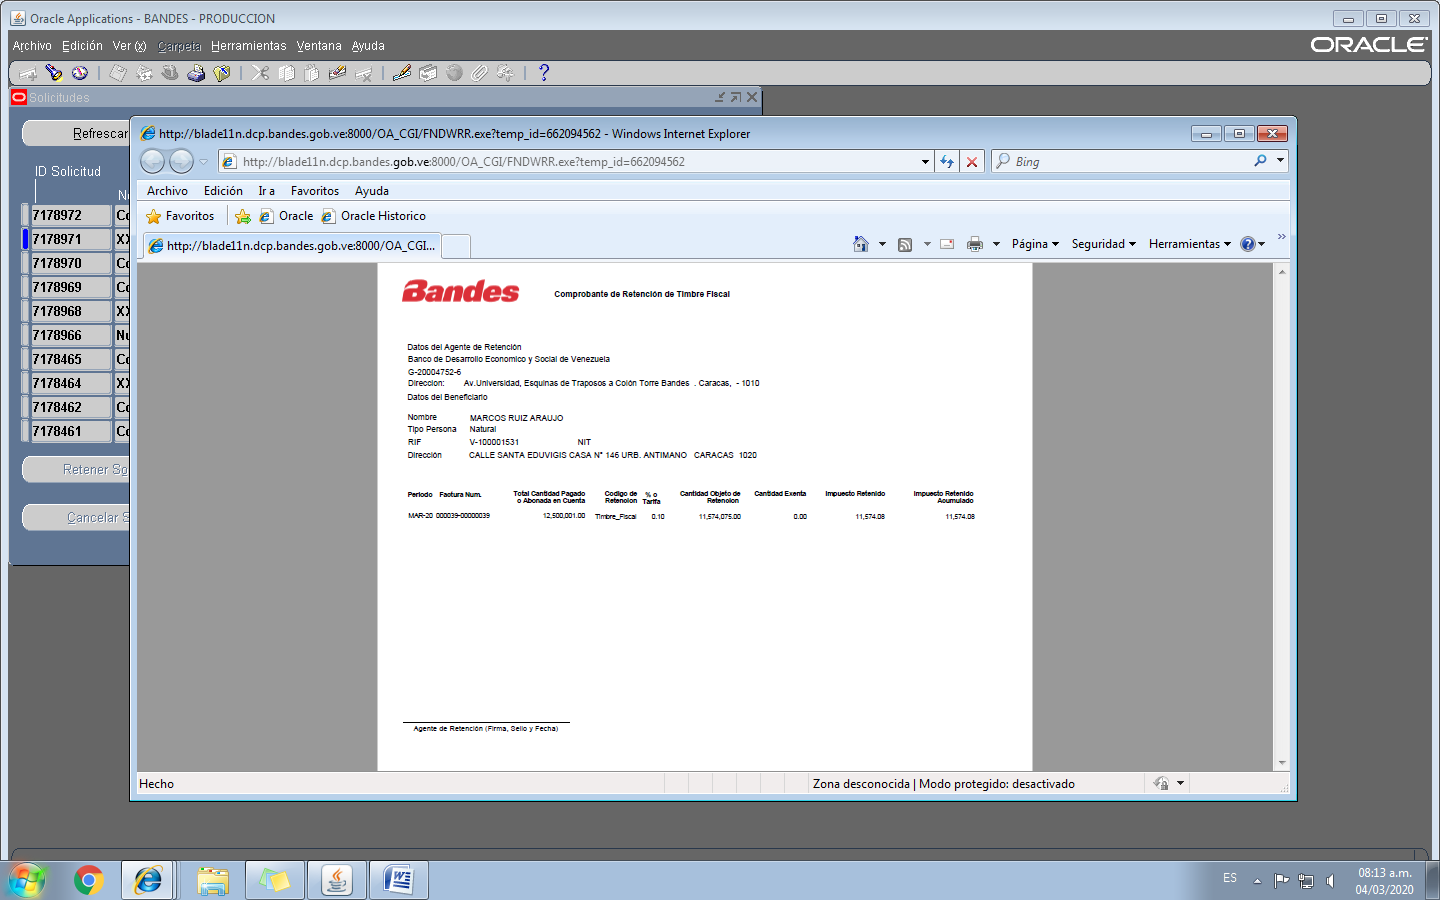 Oracle Applications - BANDES - PRODUCCION
Archivo Edición Ver (x) Carpeta Herramientas Ventana Ayuda
ORACLE
Solicitudes
Refrescar
ID Solicitud
7178972
7178971
7178970
7178969
7178968
7178966
7178465
7178464
7178462
7178461
http://blade11n.dcp.bandes.gob.ve:8000/OA_CGI/FNDWRR.exe?temp_id=662094562 - Windows Internet Explorer
http://blade11n.dcp.bandes.gob.ve:8000/OA_CGI/FNDWRR.exe?temp_id=662094562
Bing
Archivo Edición Ir a Favoritos Ayuda
Favoritos Oracle Oracle Historico
http://blade11n.dcp.bandes.gob.ve:8000/OA_CGI...
Página Seguridad Herramientas
Bandes
Comprobante de Retención de Timbre Fiscal
Datos del Agente de Retención
Banco de Desarrollo Economico y Social de Venezuela
G-20004752-6
Direccion: Av.Universidad, Esquinas de Traposos a Colón Torre Bandes . Caracas, - 1010
Datos del Beneficiario
Nombre MARCOS RUIZ ARAUJO
Tipo Persona Natural
RIF V-100001531 NIT
Dirección CALLE SANTA EDUVIGIS CASA N° 146 URB. ANTIMANO CARACAS 1020
Periodo Factura Num. Total Cantidad Pagado Codigo de % o Cantidad Objeto de Cantidad Exenta Impuesto Retenido Impuesto Retenido
o Abonada en Cuenta Retencion Tarifa Retencion Acumulado
MAR-20 000039-00000039 12,500,001.00 Timbre_Fiscal 0.10 11,574,075.00 0.00 11,574.08 11,574.08
Agente de Retención (Firma, Sello y Fecha)
Hecho
Zona desconocida | Modo protegido: desactivado
ES
08:13 a.m.
04/03/2020